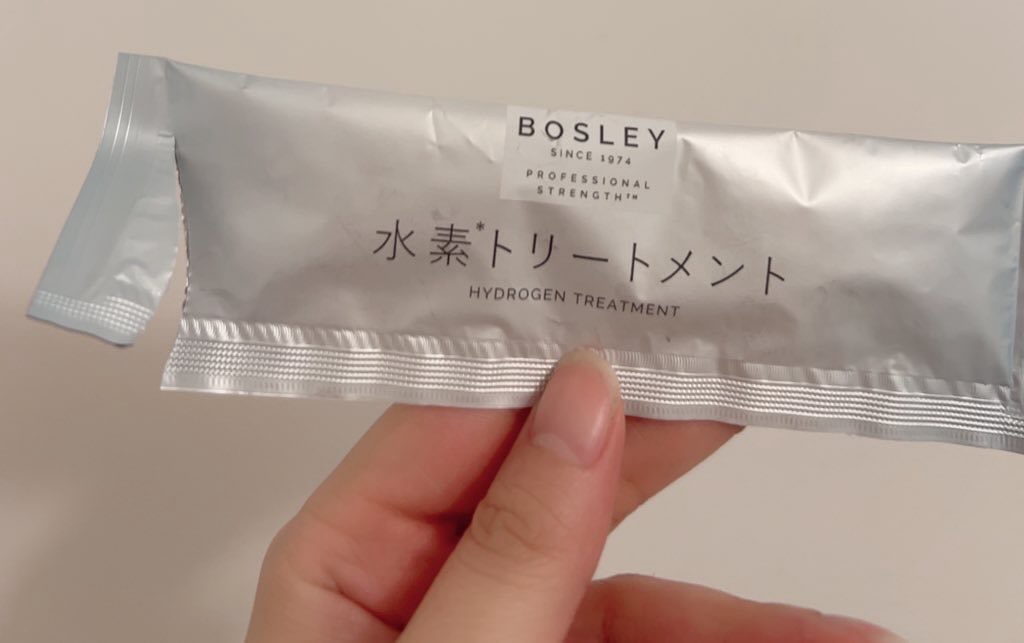 BOSLEY
SINCE 1974
PROFESSIONAL
STRENGTH™
水素*トリートメント
HYDROGEN TREATMENT